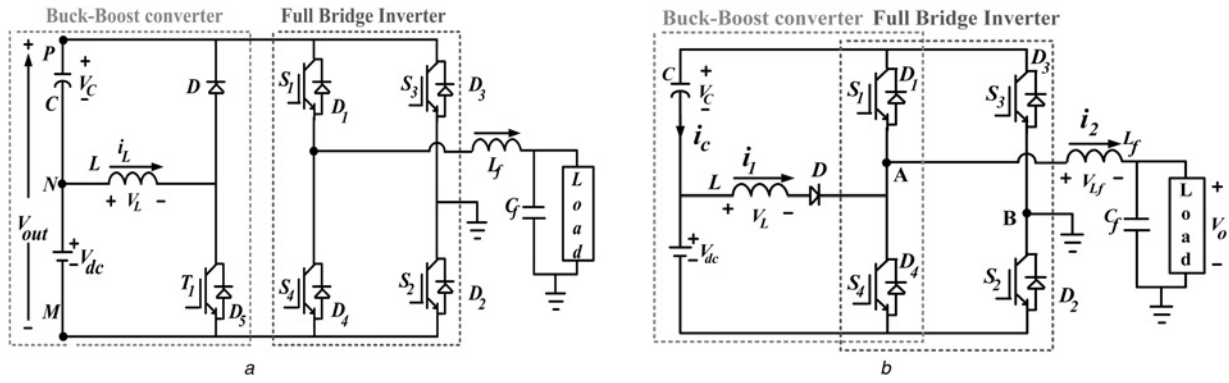 Buck-Boost converter
Full Bridge Inverter
P
+
+
C
V_C
-
D
S_1
D_1
S_3
D_3
L
i_L
N
+
V_L
-
L_f
V_out
+
V_dc
-
C_f
Load
M
-
T_1
D_5
S_4
D_4
S_2
D_2
a
Buck-Boost converter
Full Bridge Inverter
C
+
V_C
-
S_1
D_1
S_3
D_3
i_c
i_1
L
D
A
i_2
L_f
+
V_L
-
+
V_Lf
-
+
V_dc
-
B
C_f
Load
+
V_o
-
S_4
D_4
S_2
D_2
b